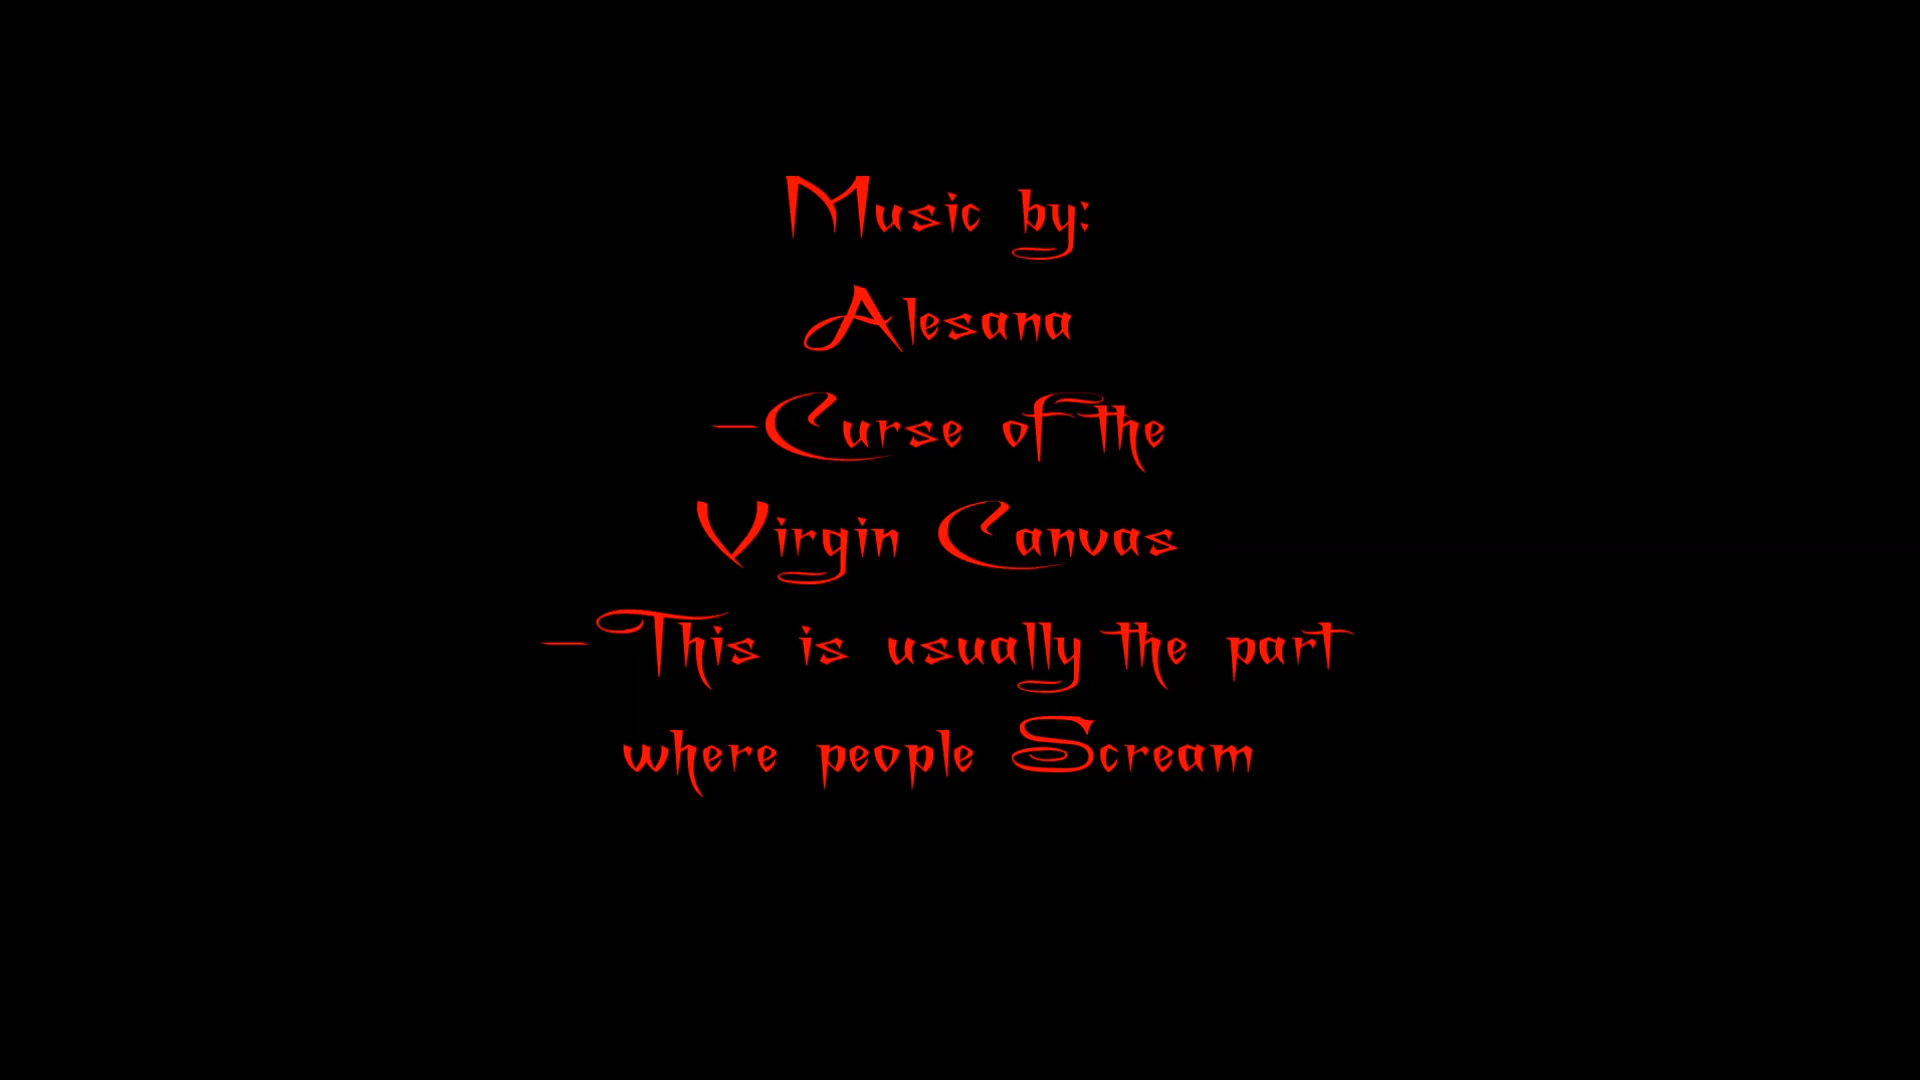 Music by:
Alesana
-Curse of the
Virgin Canvas
-This is usually the part
where people Scream